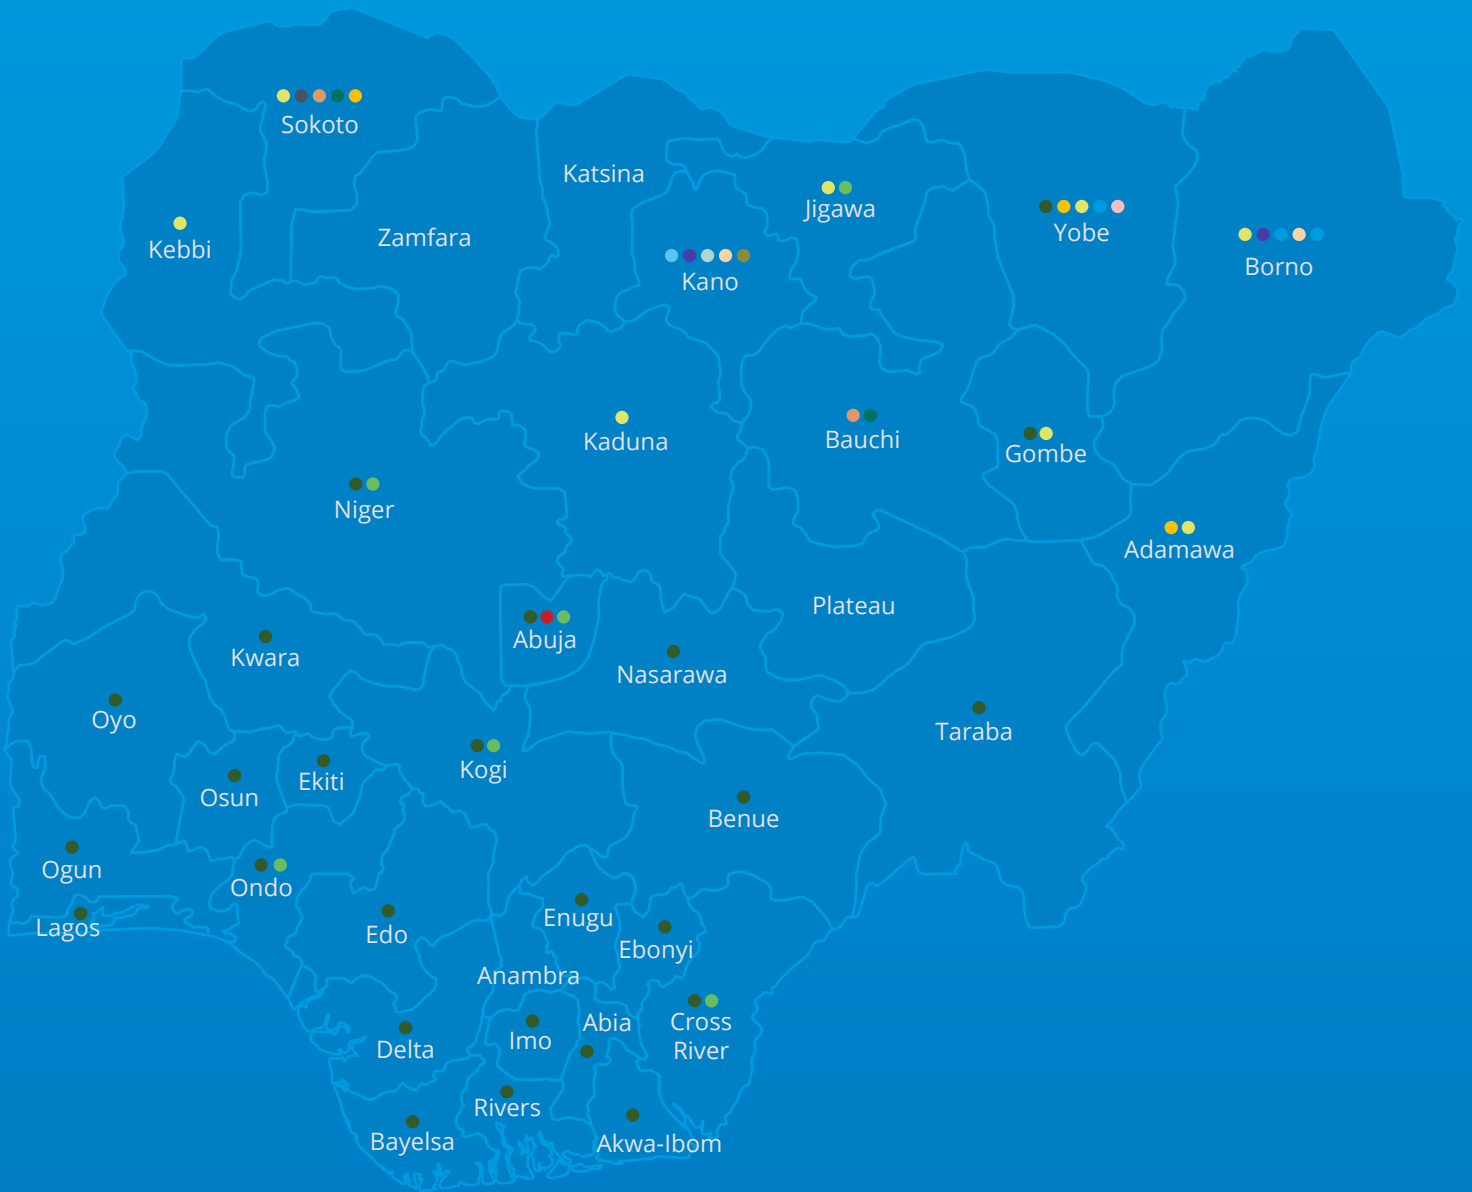 Sokoto
Katsina
Jigawa
Yobe
Zamfara
Kebbi
Borno
Kano
Kaduna
Bauchi
Gombe
Niger
Adamawa
Plateau
Abuja
Kwara
Nasarawa
Oyo
Taraba
Kogi
Ekiti
Osun
Benue
Ogun
Ondo
Enugu
Lagos
Edo
Ebonyi
Anambra
Abia
Cross
River
Imo
Delta
Rivers
Bayelsa
Akwa-Ibom